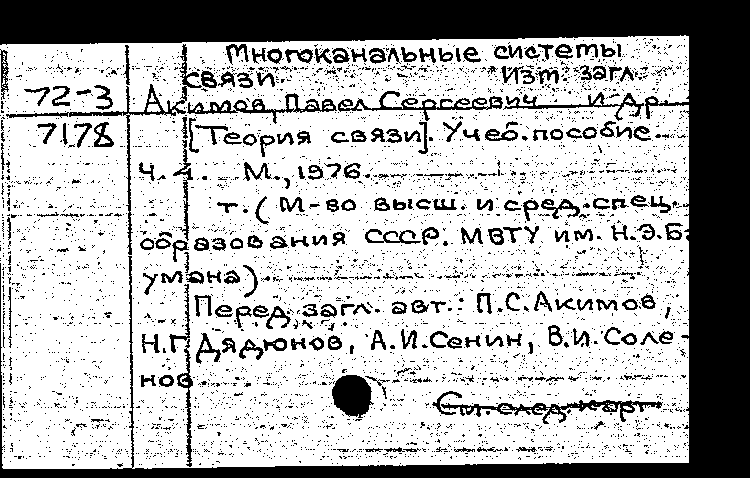 Многоканальные системы
связи. Изм. загл.
72-3 Акимов, Павел Сергеевич и др.
7178 [Теория связи]. Учеб. пособие.
Ч. 4. М., 1976.
т. (М-во высш. и сред. спец.
образования СССР. МВТУ им. Н.Э.Ба
умана)
Перед загл. авт.: П.С.Акимов,
Н.Г.Дядюнов, А.И.Сенин, В.И.Соле-
нов
См. след. карт